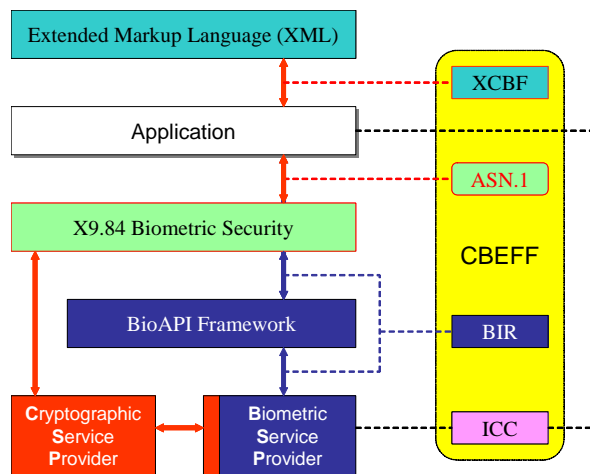 Extended Markup Language (XML)
XCBF
Application
ASN.1
X9.84 Biometric Security
CBEFF
BioAPI Framework
BIR
Cryptographic
Service
Provider
Biometric
Service
Provider
ICC